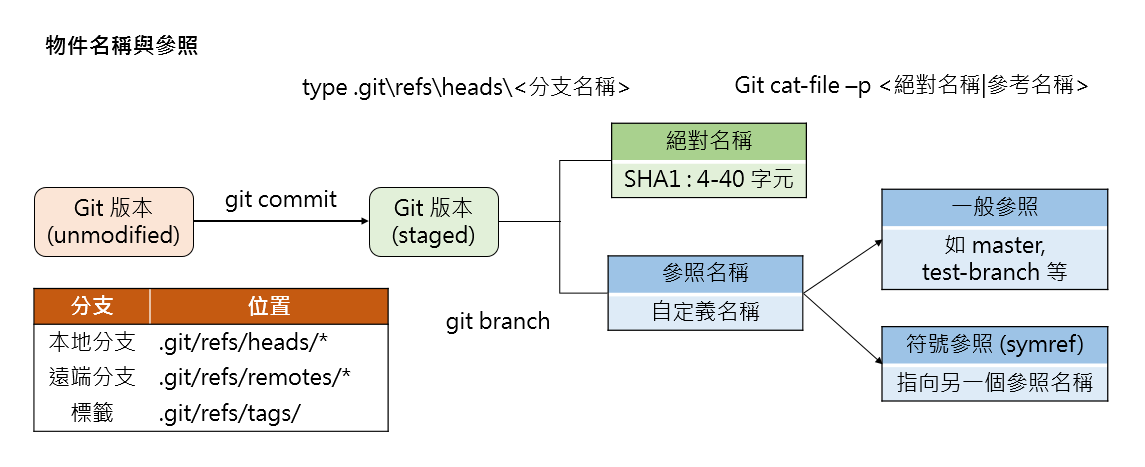 物件名稱與參照
type .git\refs\heads\<分支名稱>
Git cat-file –p <絕對名稱|參考名稱>
絕對名稱
SHA1 : 4-40 字元
Git 版本
(unmodified)
git commit
Git 版本
(staged)
一般參照
如 master,
test-branch 等
參照名稱
自定義名稱
git branch
符號參照 (symref)
指向另一個參照名稱
分支 位置
本地分支 .git/refs/heads/*
遠端分支 .git/refs/remotes/*
標籤 .git/refs/tags/